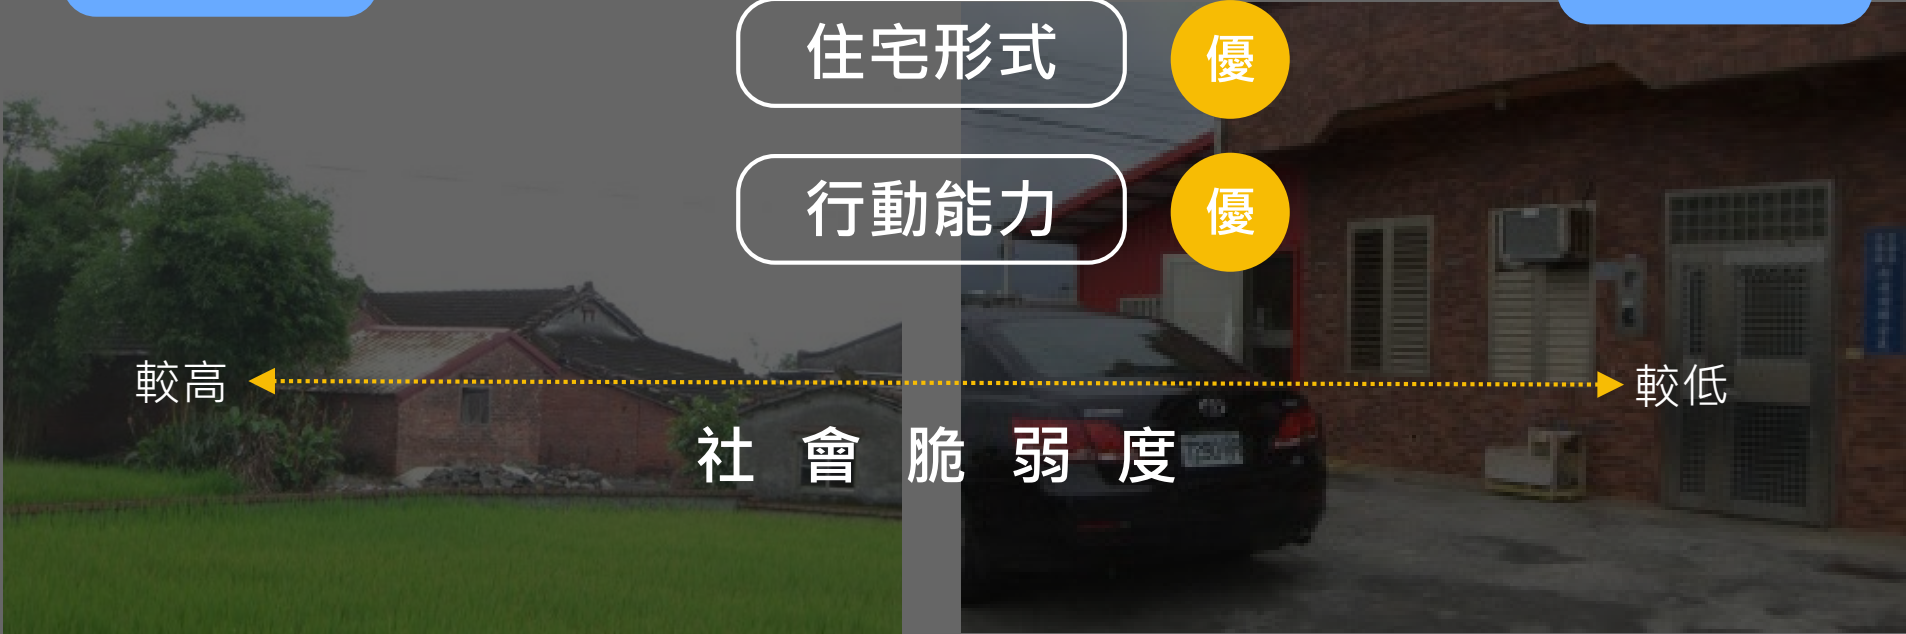 住宅形式 優
行動能力 優
較高 較低
社會脆弱度